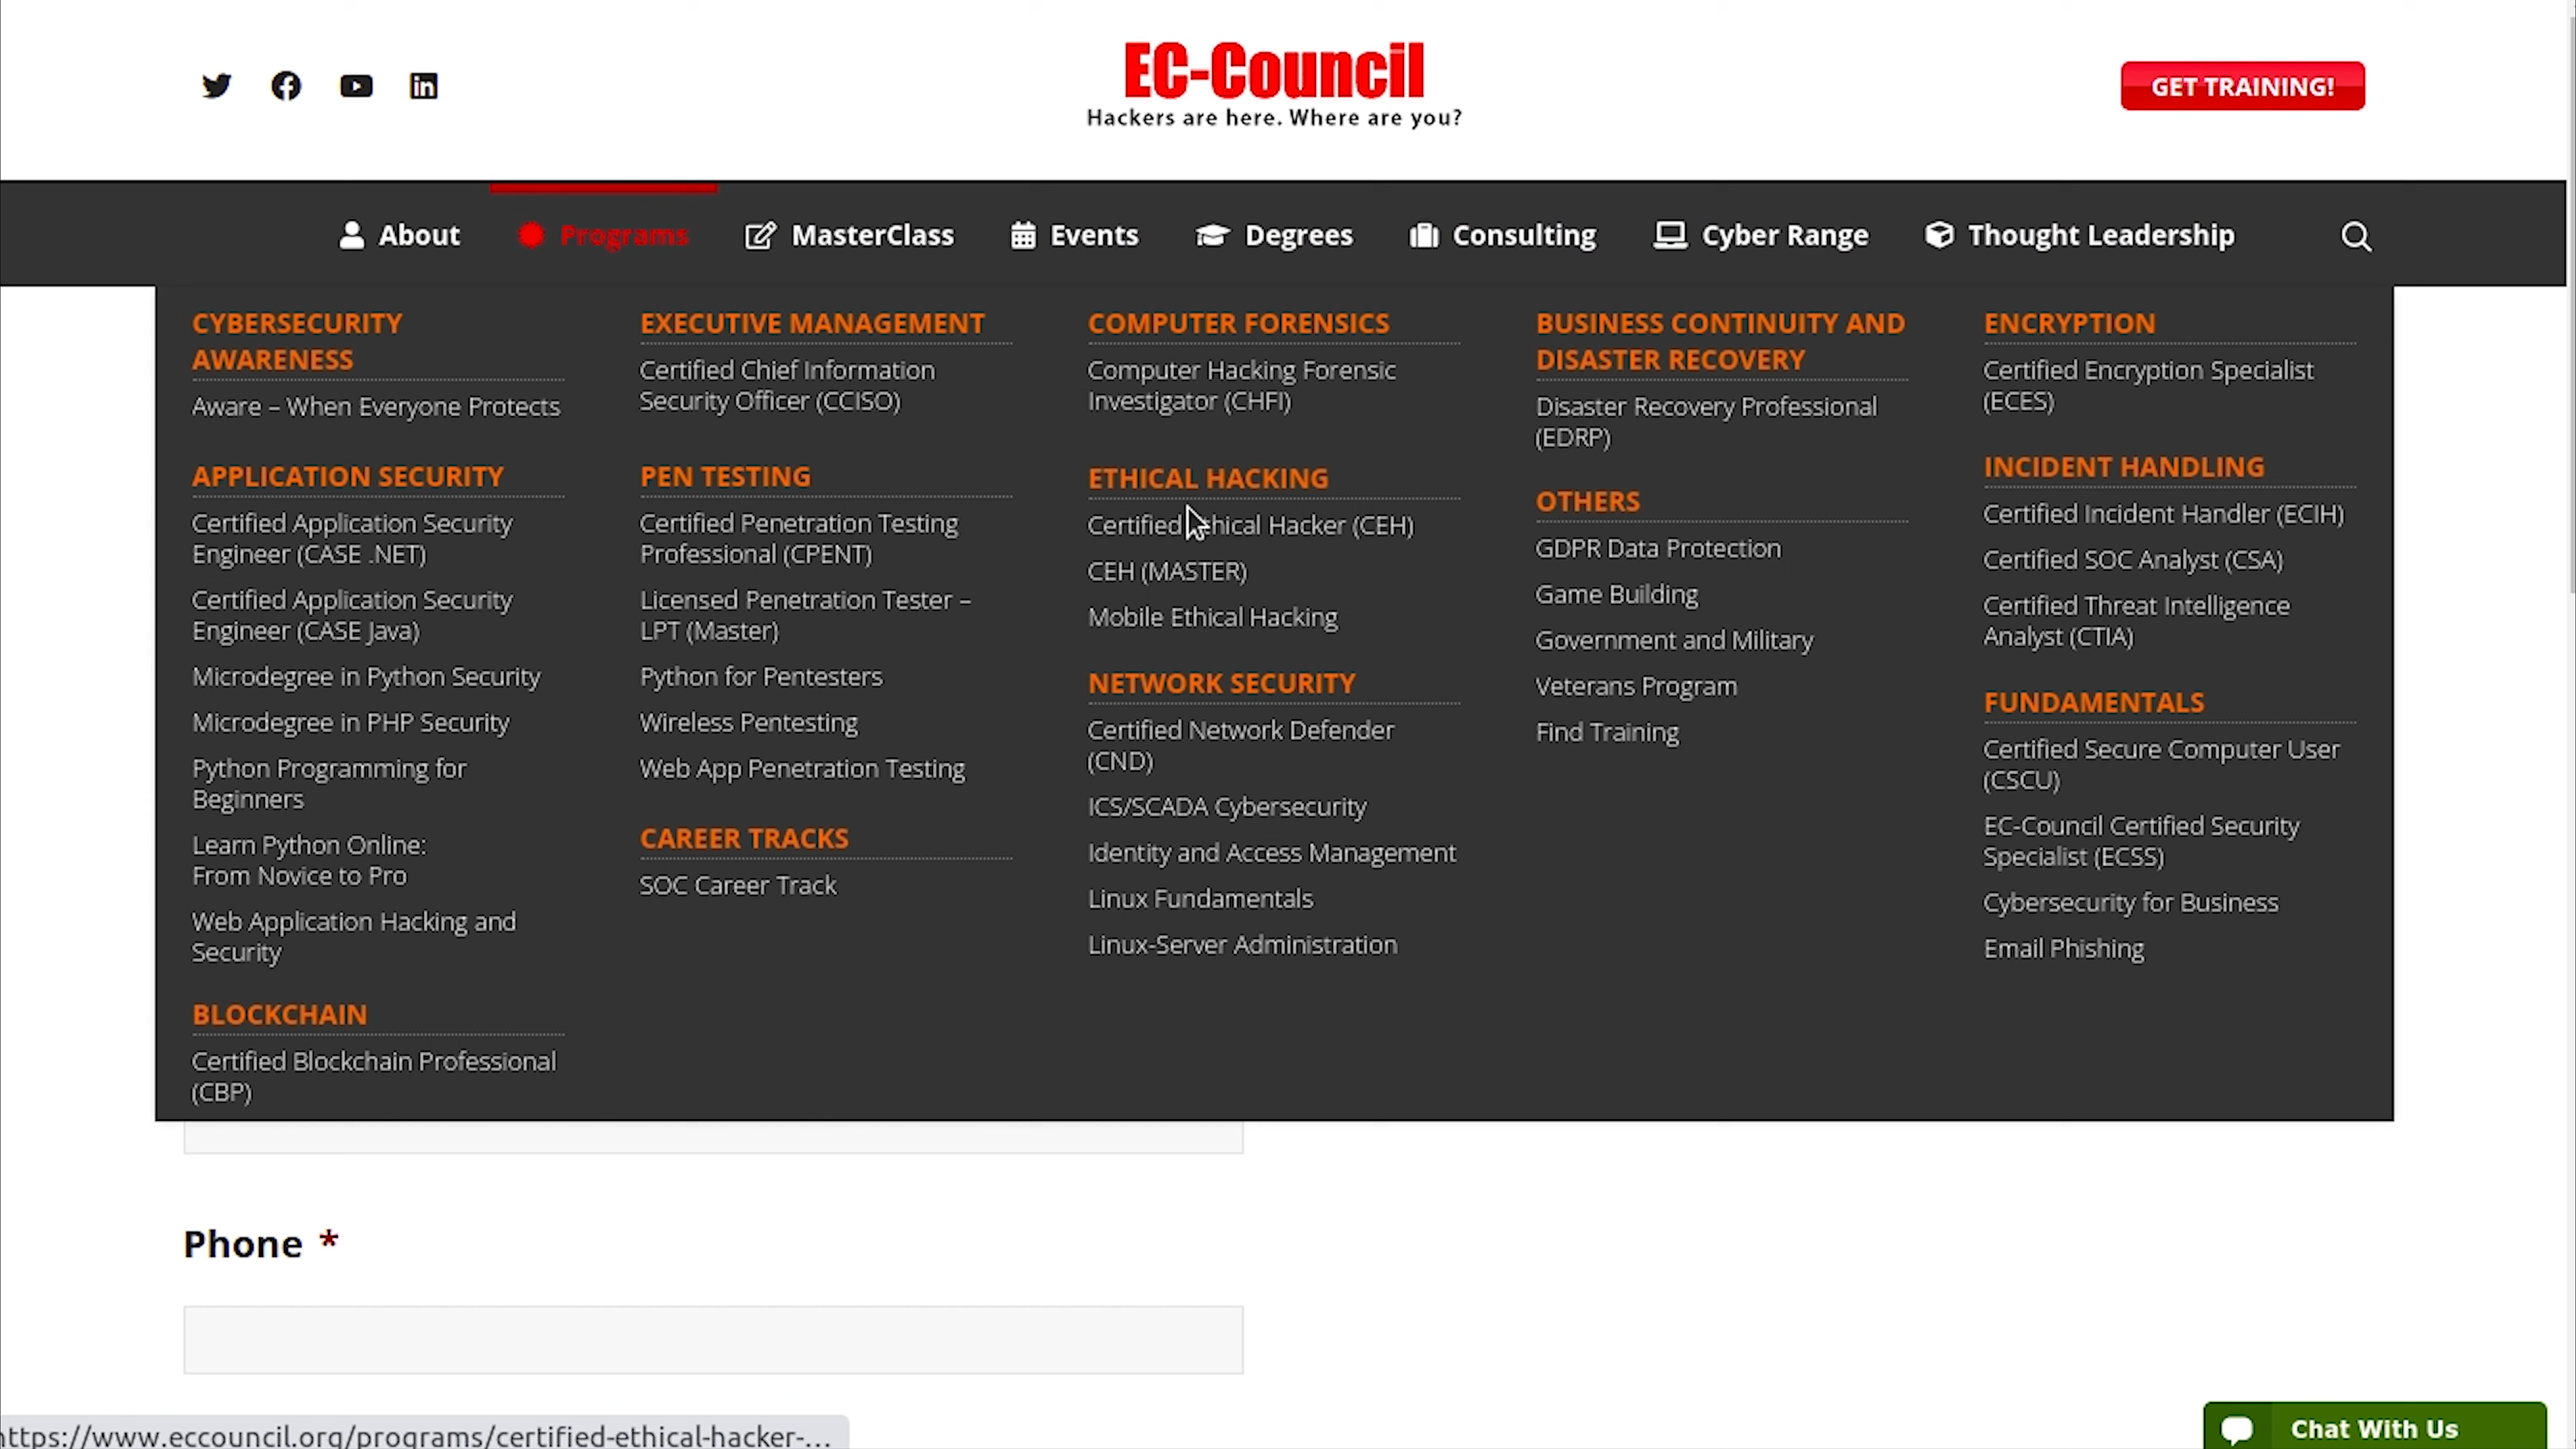 EC-Council
Hackers are here. Where are you?
GET TRAINING!
About
Programs
MasterClass
Events
Degrees
Consulting
Cyber Range
Thought Leadership
CYBERSECURITY
AWARENESS
Aware – When Everyone Protects
APPLICATION SECURITY
Certified Application Security
Engineer (CASE .NET)
Certified Application Security
Engineer (CASE Java)
Microdegree in Python Security
Microdegree in PHP Security
Python Programming for
Beginners
Learn Python Online:
From Novice to Pro
Web Application Hacking and
Security
BLOCKCHAIN
Certified Blockchain Professional
(CBP)
EXECUTIVE MANAGEMENT
Certified Chief Information
Security Officer (CCISO)
PEN TESTING
Certified Penetration Testing
Professional (CPENT)
Licensed Penetration Tester –
LPT (Master)
Python for Pentesters
Wireless Pentesting
Web App Penetration Testing
CAREER TRACKS
SOC Career Track
COMPUTER FORENSICS
Computer Hacking Forensic
Investigator (CHFI)
ETHICAL HACKING
Certified Ethical Hacker (CEH)
CEH (MASTER)
Mobile Ethical Hacking
NETWORK SECURITY
Certified Network Defender
(CND)
ICS/SCADA Cybersecurity
Identity and Access Management
Linux Fundamentals
Linux-Server Administration
BUSINESS CONTINUITY AND
DISASTER RECOVERY
Disaster Recovery Professional
(EDRP)
OTHERS
GDPR Data Protection
Game Building
Government and Military
Veterans Program
Find Training
ENCRYPTION
Certified Encryption Specialist
(ECES)
INCIDENT HANDLING
Certified Incident Handler (ECIH)
Certified SOC Analyst (CSA)
Certified Threat Intelligence
Analyst (CTIA)
FUNDAMENTALS
Certified Secure Computer User
(CSCU)
EC-Council Certified Security
Specialist (ECSS)
Cybersecurity for Business
Email Phishing
Phone *
https://www.eccouncil.org/programs/certified-ethical-hacker-...
Chat With Us